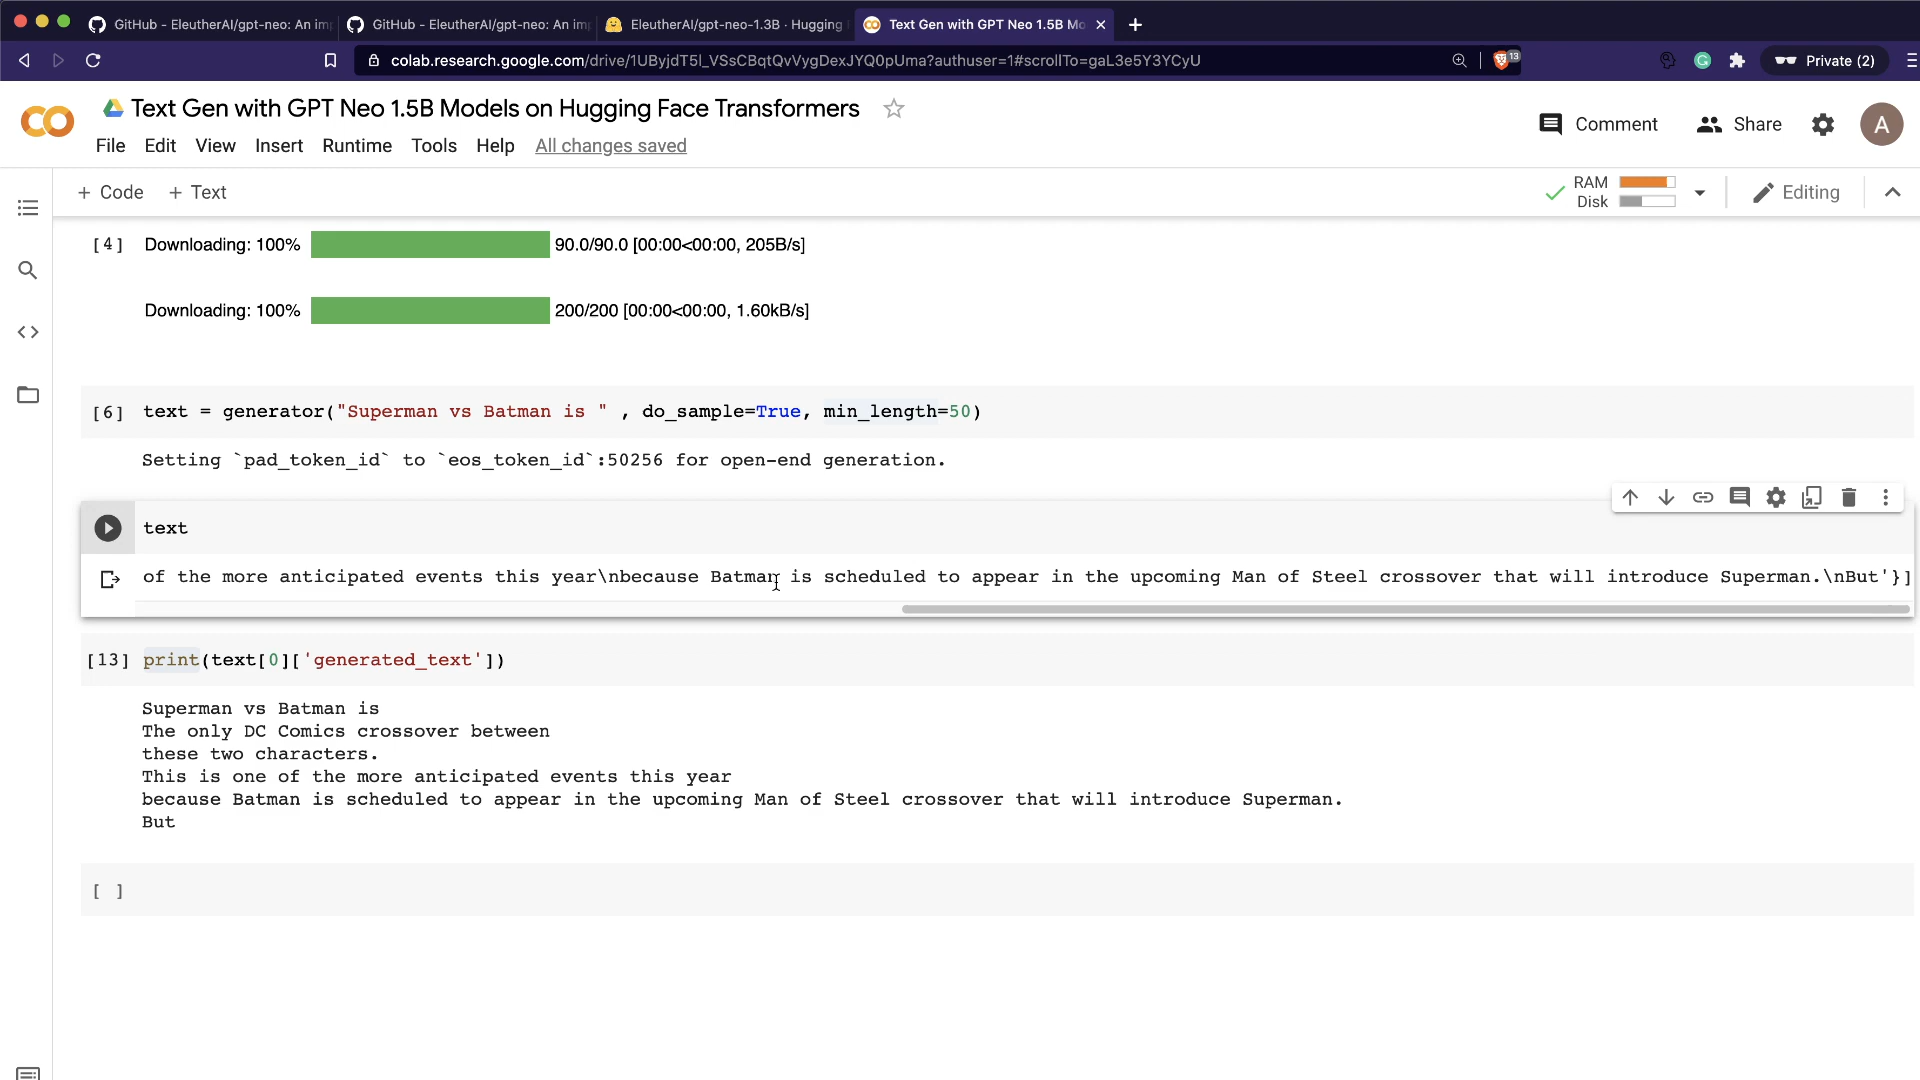 GitHub - EleutherAI/gpt-neo: An im
GitHub - EleutherAI/gpt-neo: An im
EleutherAI/gpt-neo-1.3B · Hugging
Text Gen with GPT Neo 1.5B Mo
colab.research.google.com/drive/1UByjdT5l_VSsCBqtQvVygDexJYQ0pUma?authuser=1#scrollTo=gaL3e5Y3YCyU
13
Private (2)
Text Gen with GPT Neo 1.5B Models on Hugging Face Transformers
Comment
Share
A
File Edit View Insert Runtime Tools Help All changes saved
+ Code + Text
RAM
Disk
Editing
[4] Downloading: 100% 90.0/90.0 [00:00<00:00, 205B/s]
Downloading: 100% 200/200 [00:00<00:00, 1.60kB/s]
[6] text = generator("Superman vs Batman is " , do_sample=True, min_length=50)
Setting `pad_token_id` to `eos_token_id`:50256 for open-end generation.
text
of the more anticipated events this year\nbecause Batman is scheduled to appear in the upcoming Man of Steel crossover that will introduce Superman.\nBut'}]
[13] print(text[0]['generated_text'])
Superman vs Batman is
The only DC Comics crossover between
these two characters.
This is one of the more anticipated events this year
because Batman is scheduled to appear in the upcoming Man of Steel crossover that will introduce Superman.
But
[ ]